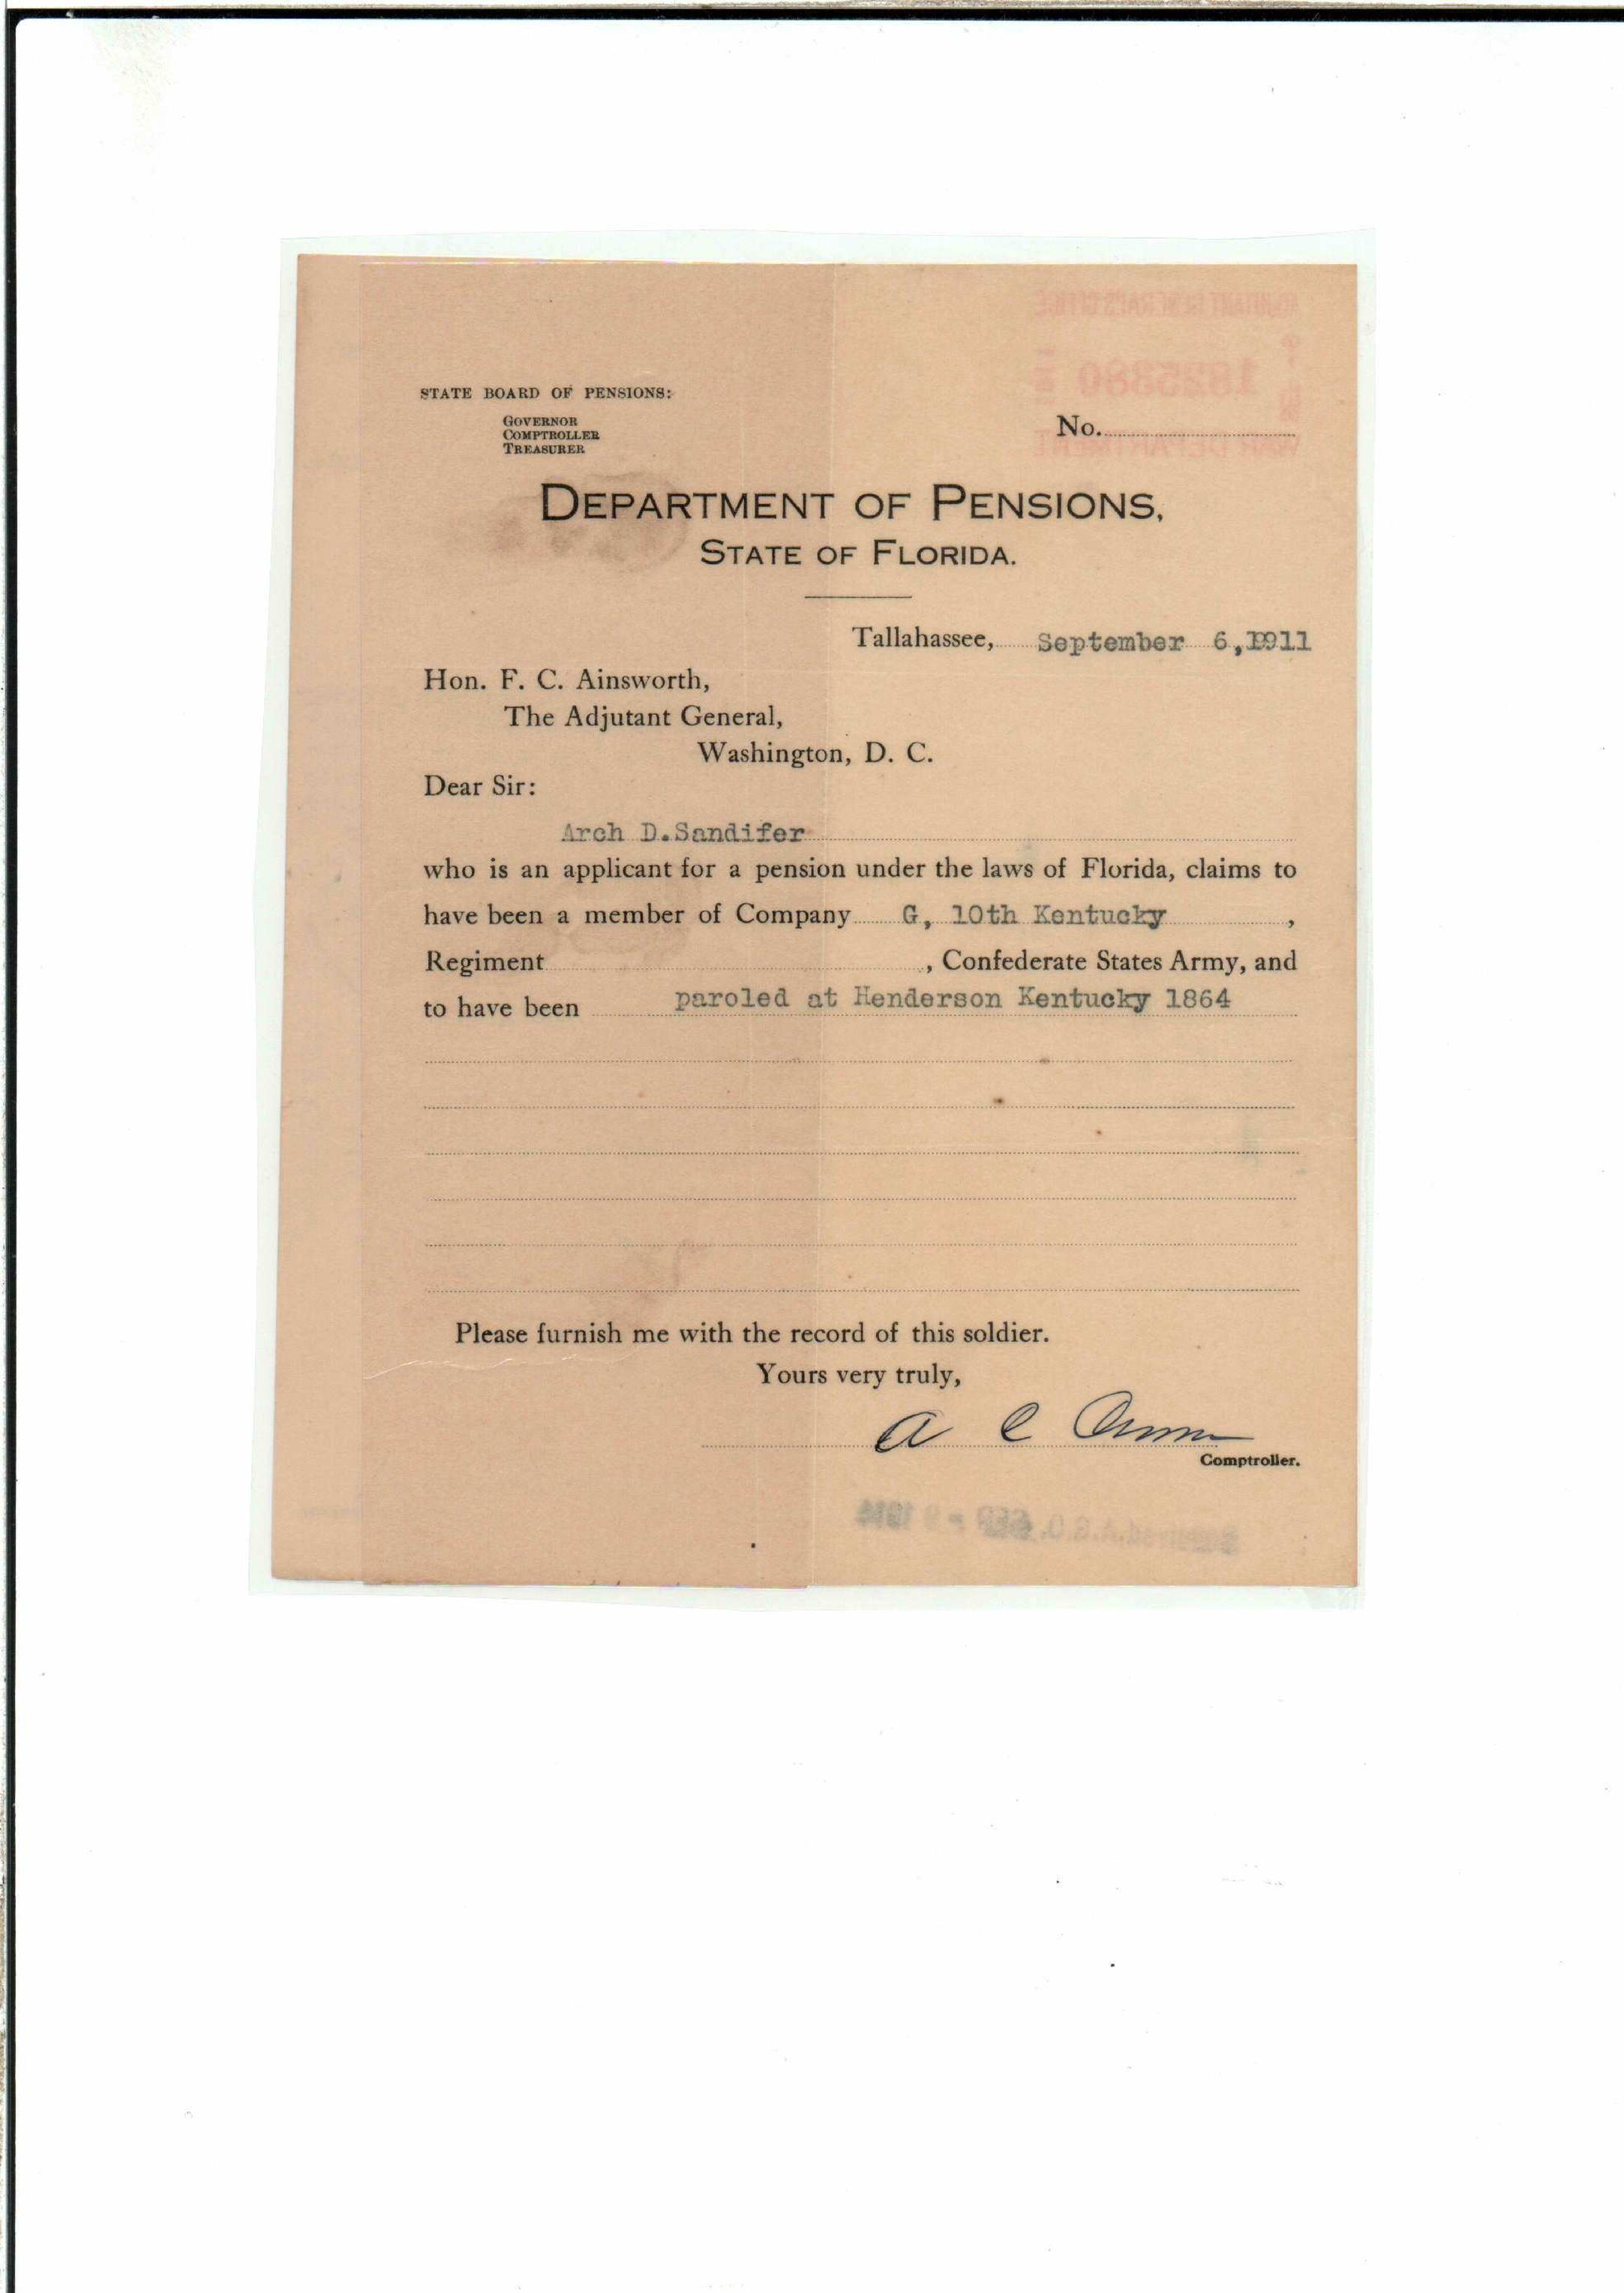 STATE BOARD OF PENSIONS:
GOVERNOR
COMPTROLLER
TREASURER
No.
DEPARTMENT OF PENSIONS,
STATE OF FLORIDA.
Tallahassee, September 6,1911
Hon. F. C. Ainsworth,
The Adjutant General,
Washington, D. C.
Dear Sir:
Arch D.Sandifer
who is an applicant for a pension under the laws of Florida, claims to
have been a member of Company G, 10th Kentucky ,
Regiment , Confederate States Army, and
to have been paroled at Henderson Kentucky 1864
Please furnish me with the record of this soldier.
Yours very truly,
A C
Comptroller.